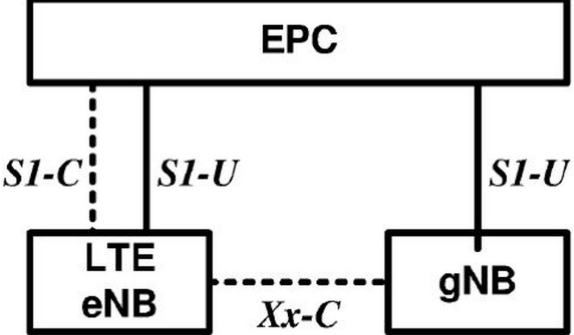 EPC
S1-C
S1-U
S1-U
LTE
eNB
gNB
Xx-C